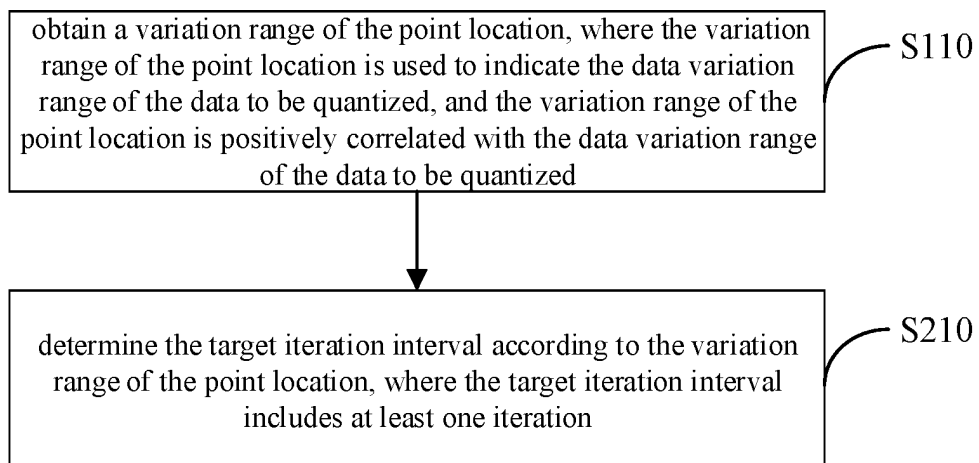 obtain a variation range of the point location, where the variation
range of the point location is used to indicate the data variation
range of the data to be quantized, and the variation range of the
point location is positively correlated with the data variation range
of the data to be quantized
S110
determine the target iteration interval according to the variation
range of the point location, where the target iteration interval
includes at least one iteration
S210